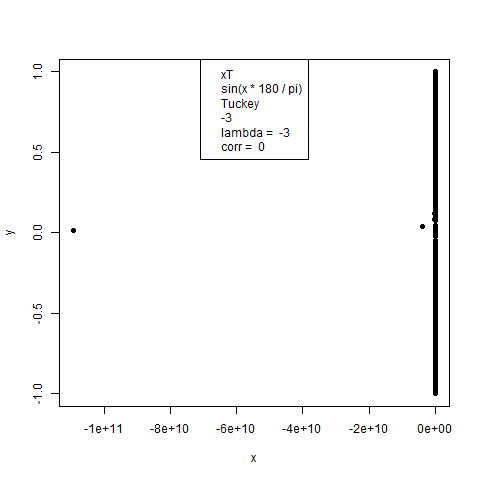 xT
sin(x * 180 / pi)
Tuckey
-3
lambda =  -3
corr =  0
1.0
0.5
0.0
-0.5
-1.0
y
-1e+11
-8e+10
-6e+10
-4e+10
-2e+10
0e+00
x